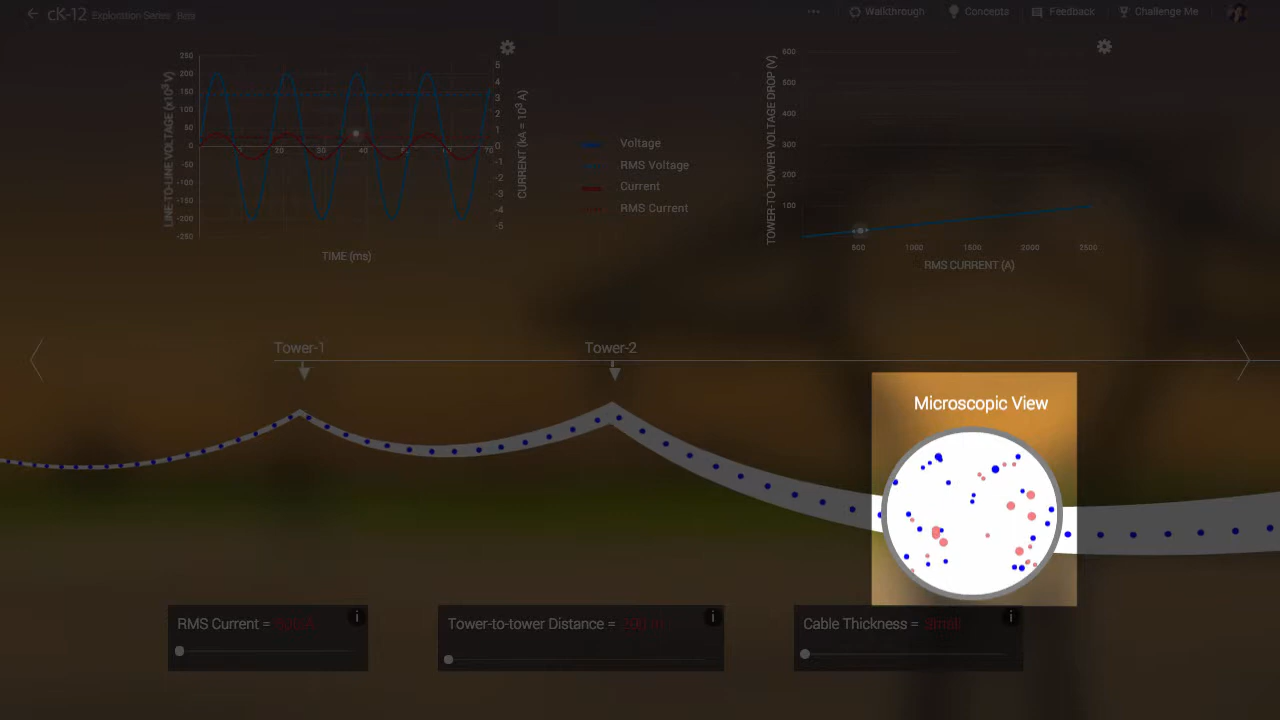 cK-12 Exploration Series Beta
Walkthrough
Concepts
Feedback
Challenge Me
LINE-TO-LINE VOLTAGE (x10³ V)
250
200
150
100
50
0
-50
-100
-150
-200
-250
20
30
40
70
TIME (ms)
5
4
3
2
1
0
-1
-2
-3
-4
-5
CURRENT (kA = 10³ A)
Voltage
RMS Voltage
Current
RMS Current
TOWER-TO-TOWER VOLTAGE DROP (V)
600
500
400
300
200
100
500
1000
1500
2000
2500
RMS CURRENT (A)
Tower-1
Tower-2
Microscopic View
RMS Current =
i
Tower-to-tower Distance =
i
Cable Thickness = Small
i